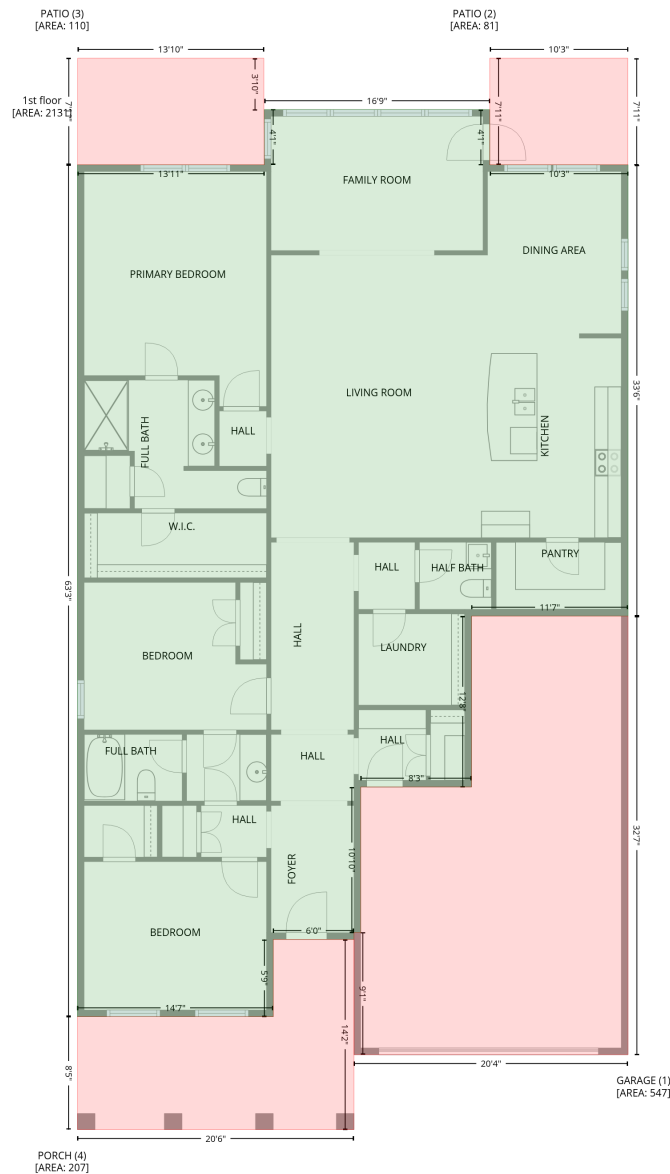 PATIO (3)
[AREA: 110]
PATIO (2)
[AREA: 81]
13'10"
10'3"
3'10"
16'9"
1st floor
[AREA: 2131]
7'11"
7'11"
7'11"
4'1"
4'1"
13'11"
10'3"
FAMILY ROOM
DINING AREA
PRIMARY BEDROOM
LIVING ROOM
33'6"
HALL
FULL BATH
KITCHEN
W.I.C.
PANTRY
HALL
HALF BATH
63'3"
11'7"
HALL
LAUNDRY
BEDROOM
12'8"
HALL
FULL BATH
HALL
8'3"
HALL
32'7"
10'10"
FOYER
BEDROOM
6'0"
5'9"
9'1"
14'7"
14'2"
8'5"
20'4"
GARAGE (1)
[AREA: 547]
20'6"
PORCH (4)
[AREA: 207]